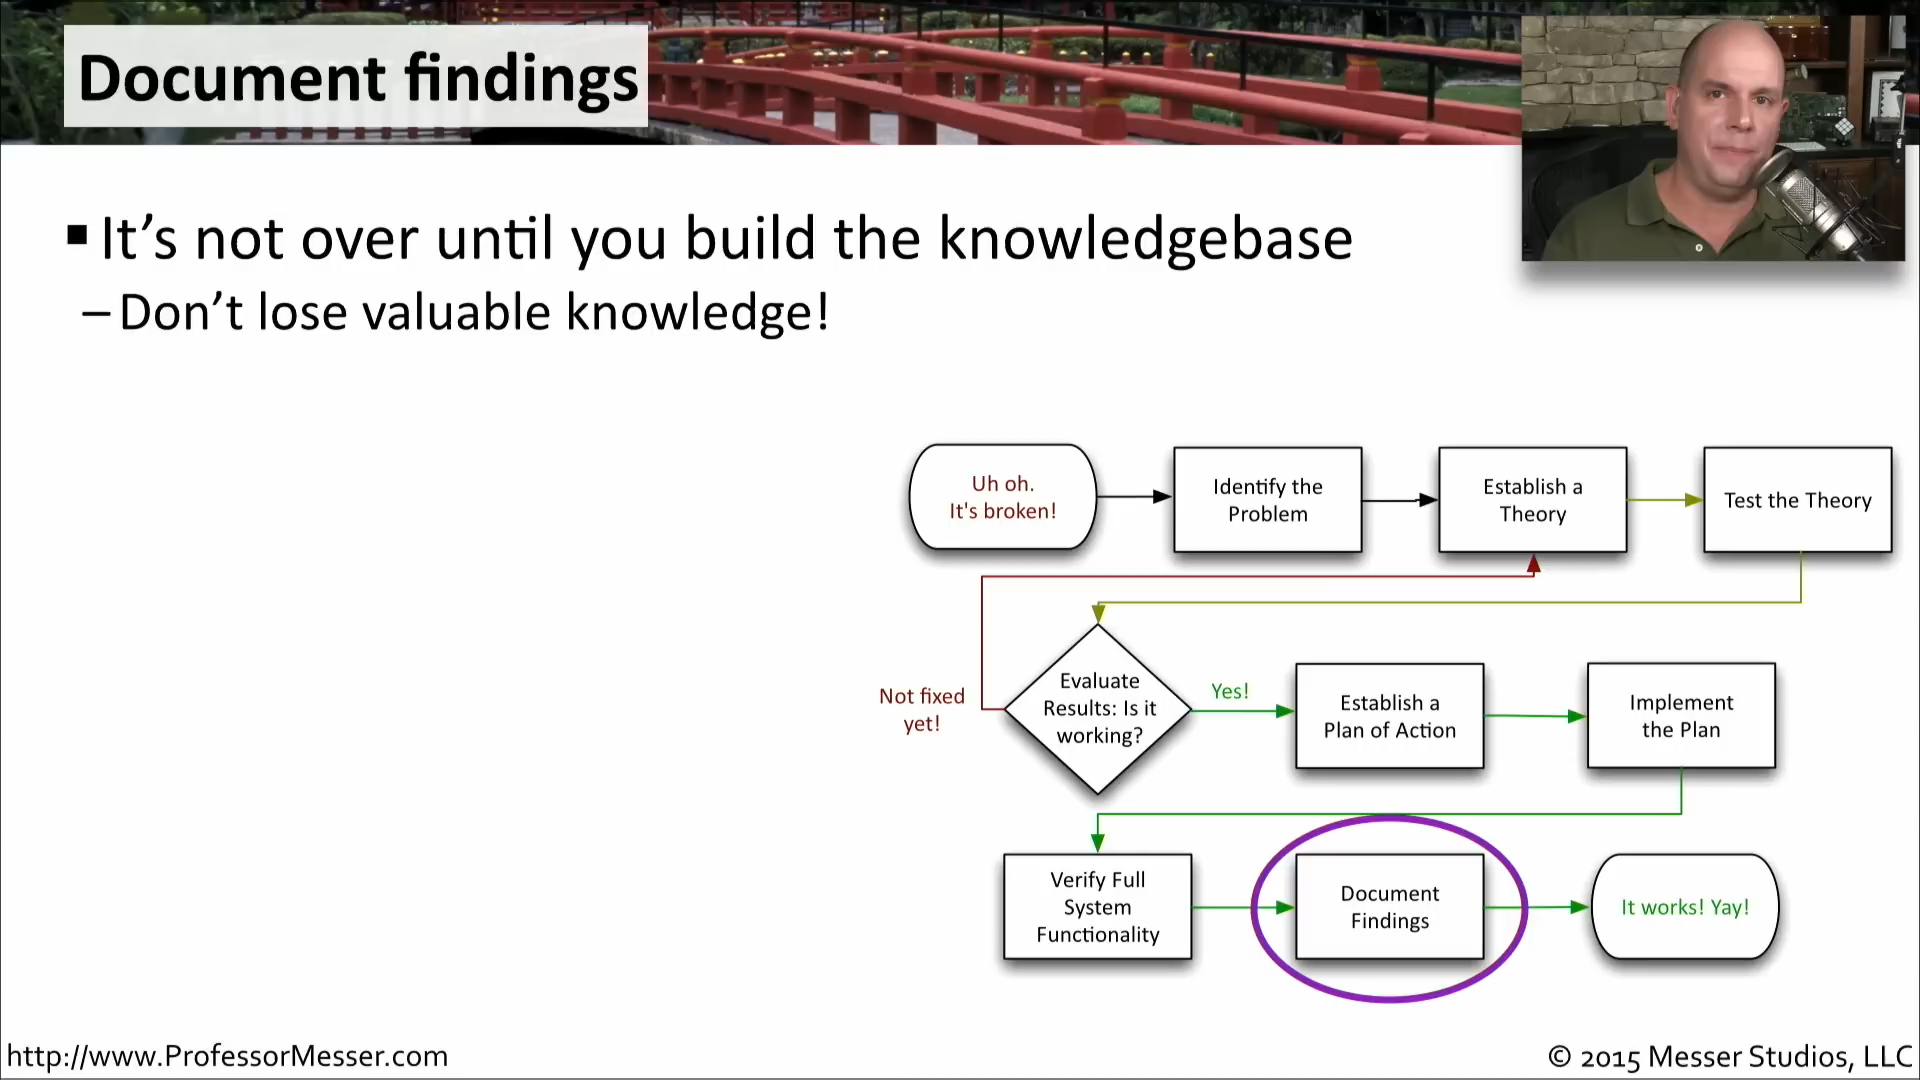 Document findings
▪ It’s not over until you build the knowledgebase
– Don’t lose valuable knowledge!
Uh oh.
It's broken!
Identify the
Problem
Establish a
Theory
Test the Theory
Not fixed
yet!
Evaluate
Results: Is it
working?
Yes!
Establish a
Plan of Action
Implement
the Plan
Verify Full
System
Functionality
Document
Findings
It works! Yay!
http://www.ProfessorMesser.com
© 2015 Messer Studios, LLC